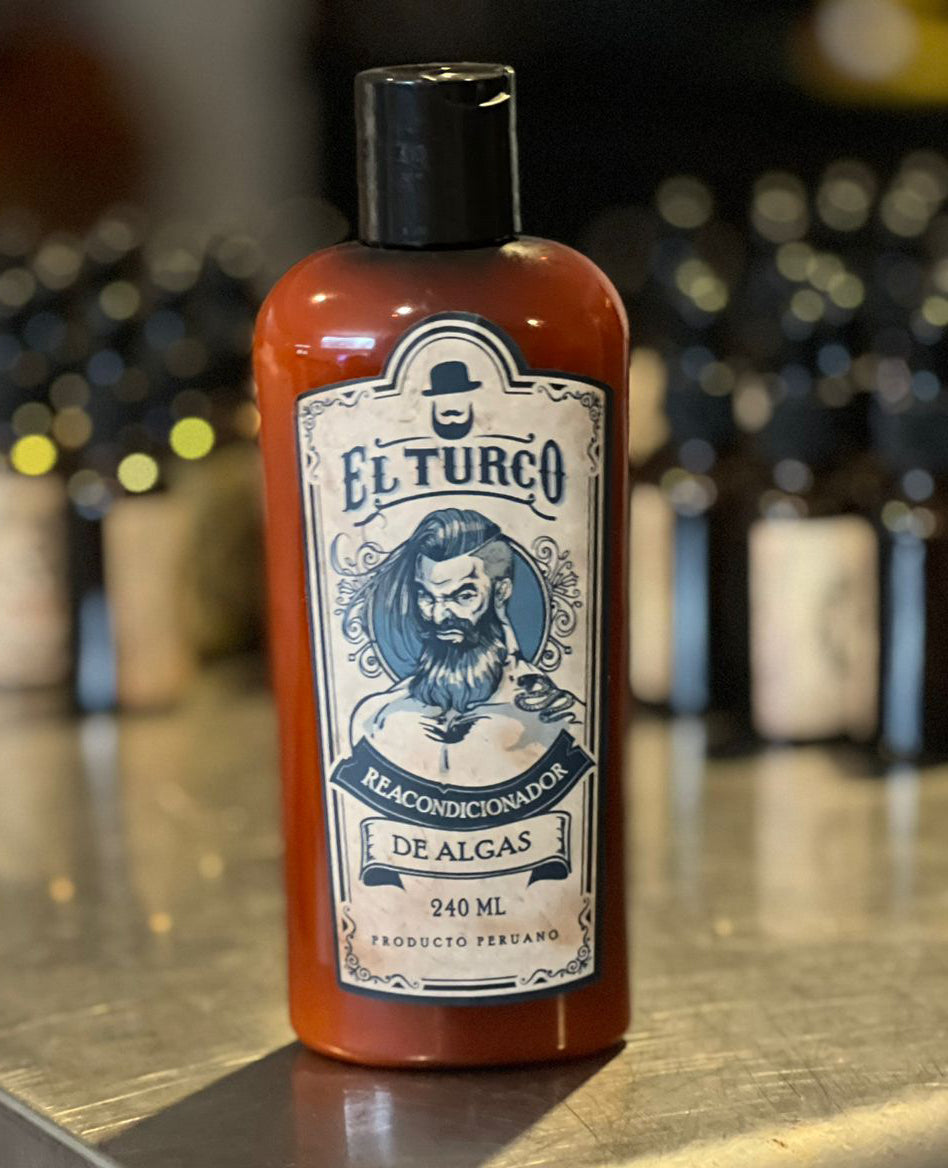 EL TURCO
REACONDICIONADOR
DE ALGAS
240 ML
PRODUCTO PERUANO